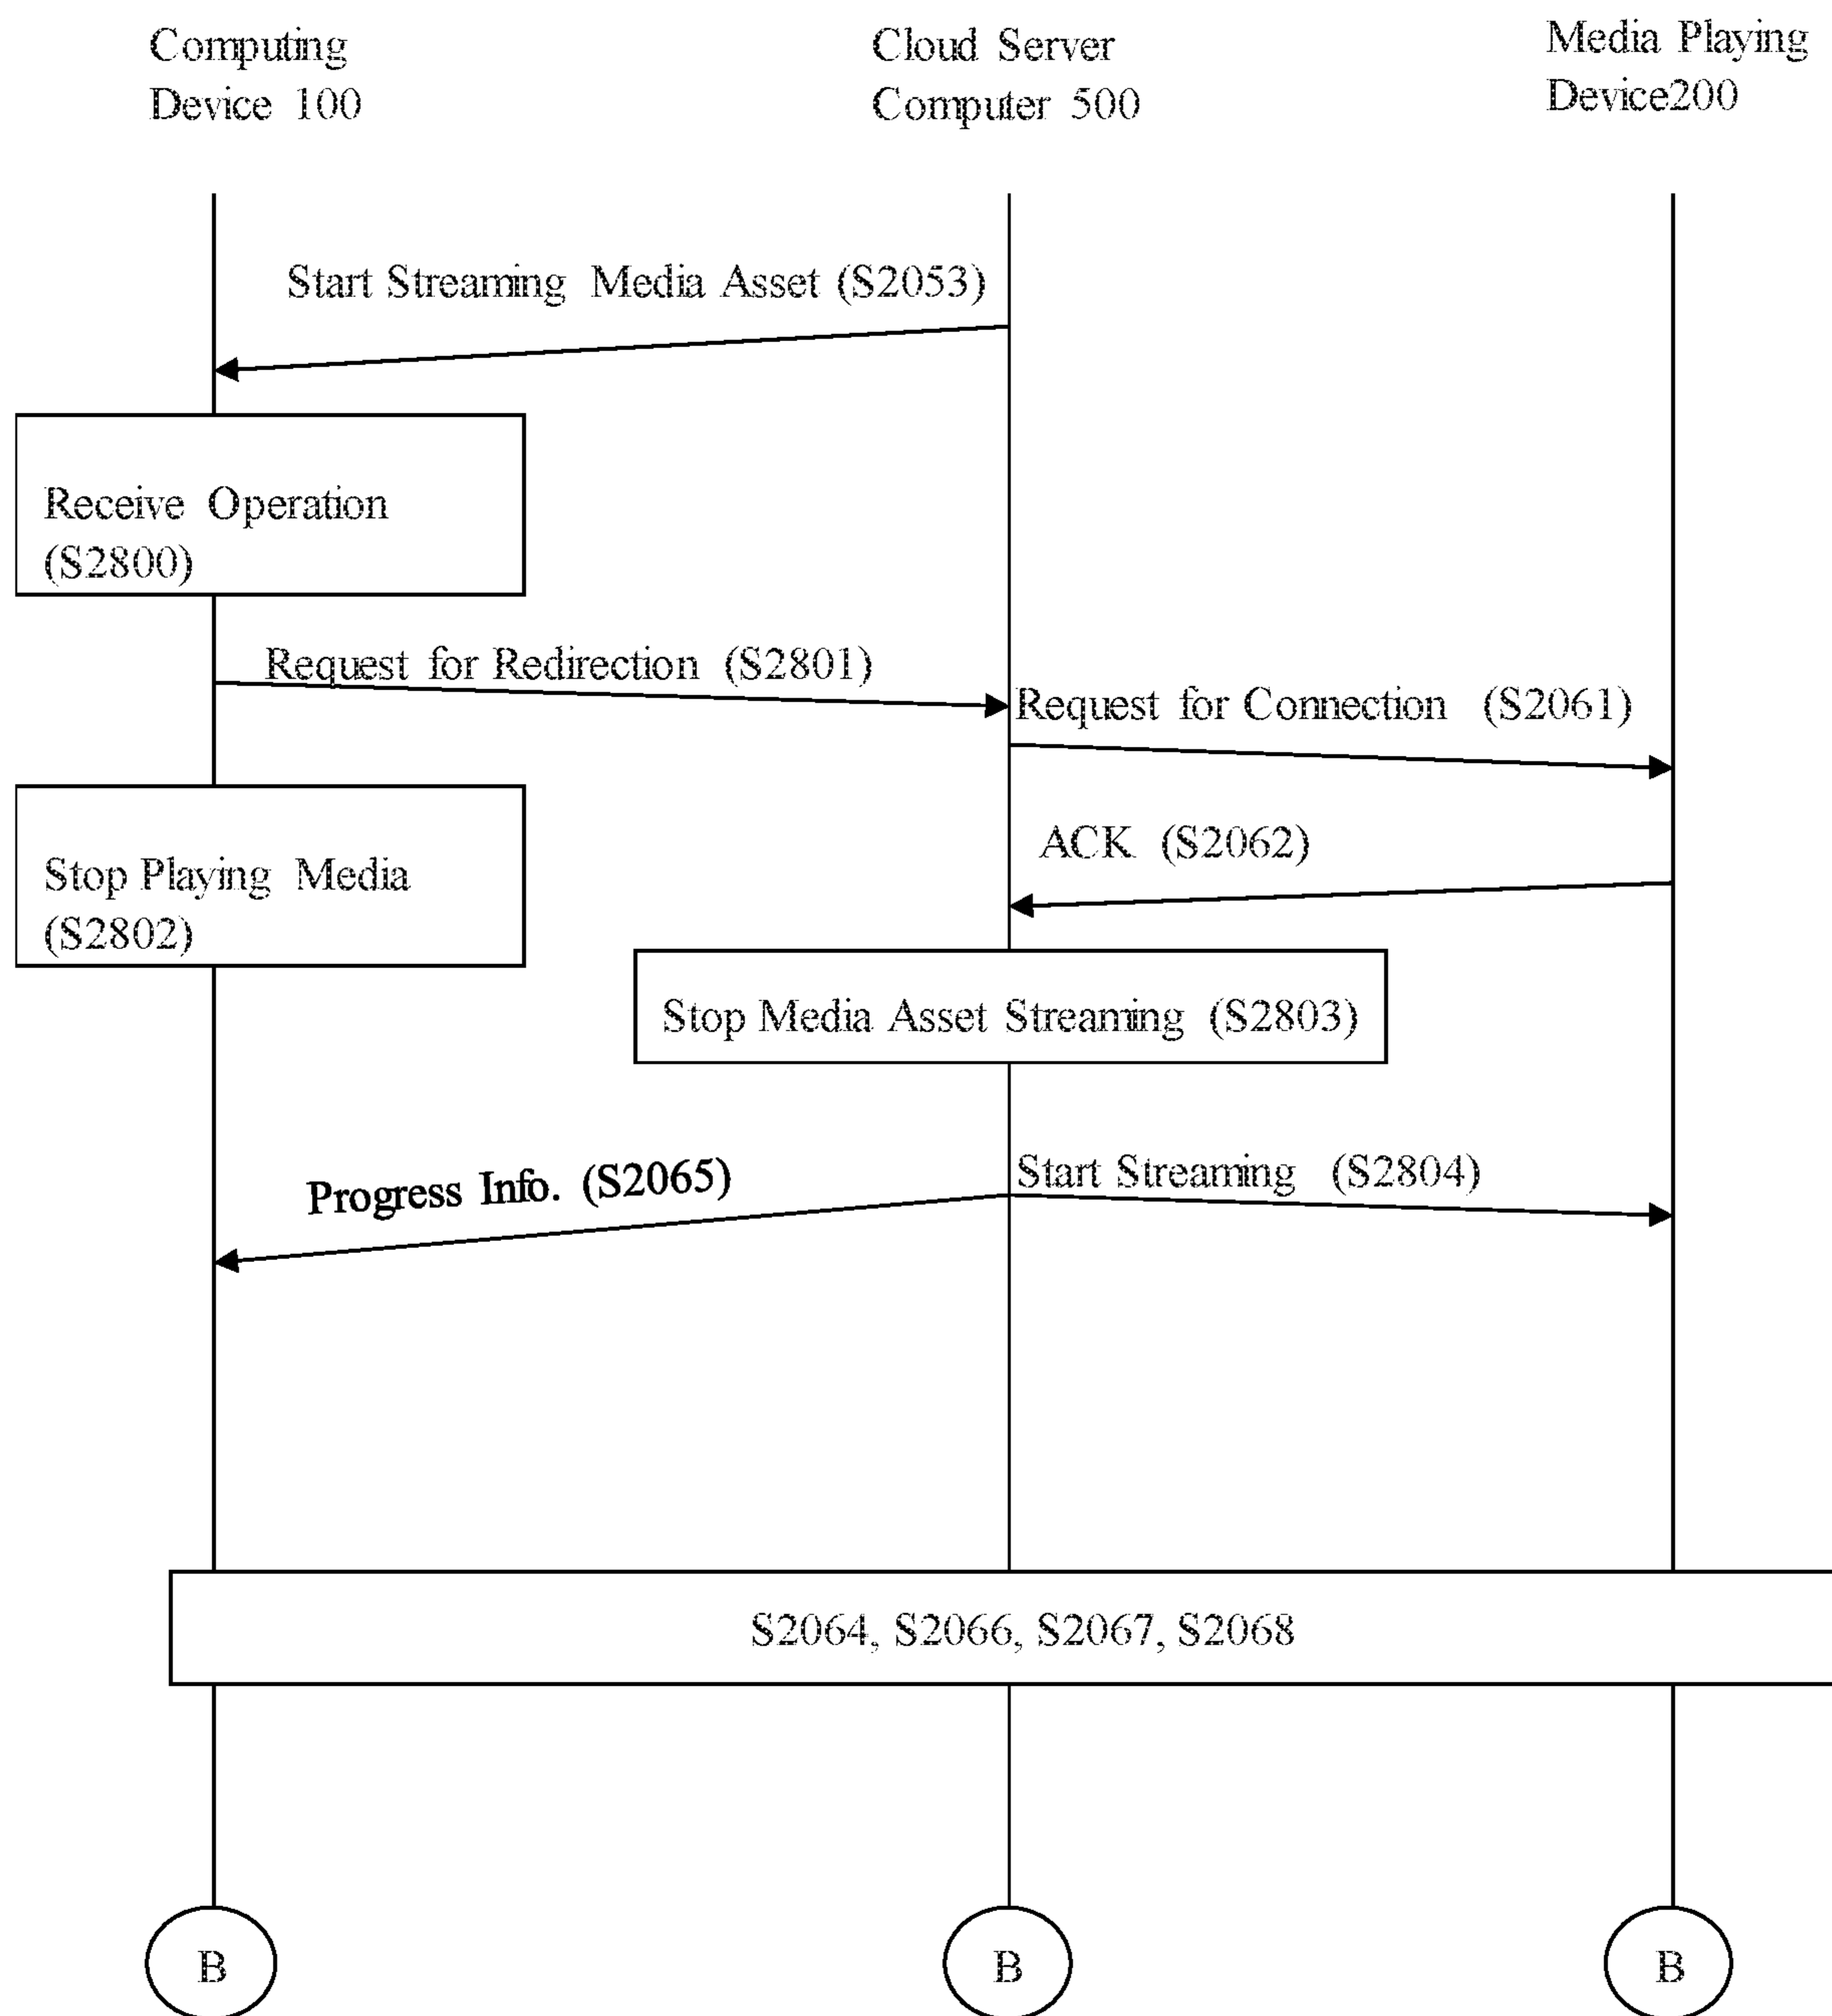 Computing
Device 100
Cloud Server
Computer 500
Media Playing
Device200
Start Streaming Media Asset (S2053)
Receive Operation
(S2800)
Request for Redirection (S2801)
Request for Connection (S2061)
Stop Playing Media
(S2802)
ACK (S2062)
Stop Media Asset Streaming (S2803)
Progress Info. (S2065)
Start Streaming (S2804)
S2064, S2066, S2067, S2068
B
B
B